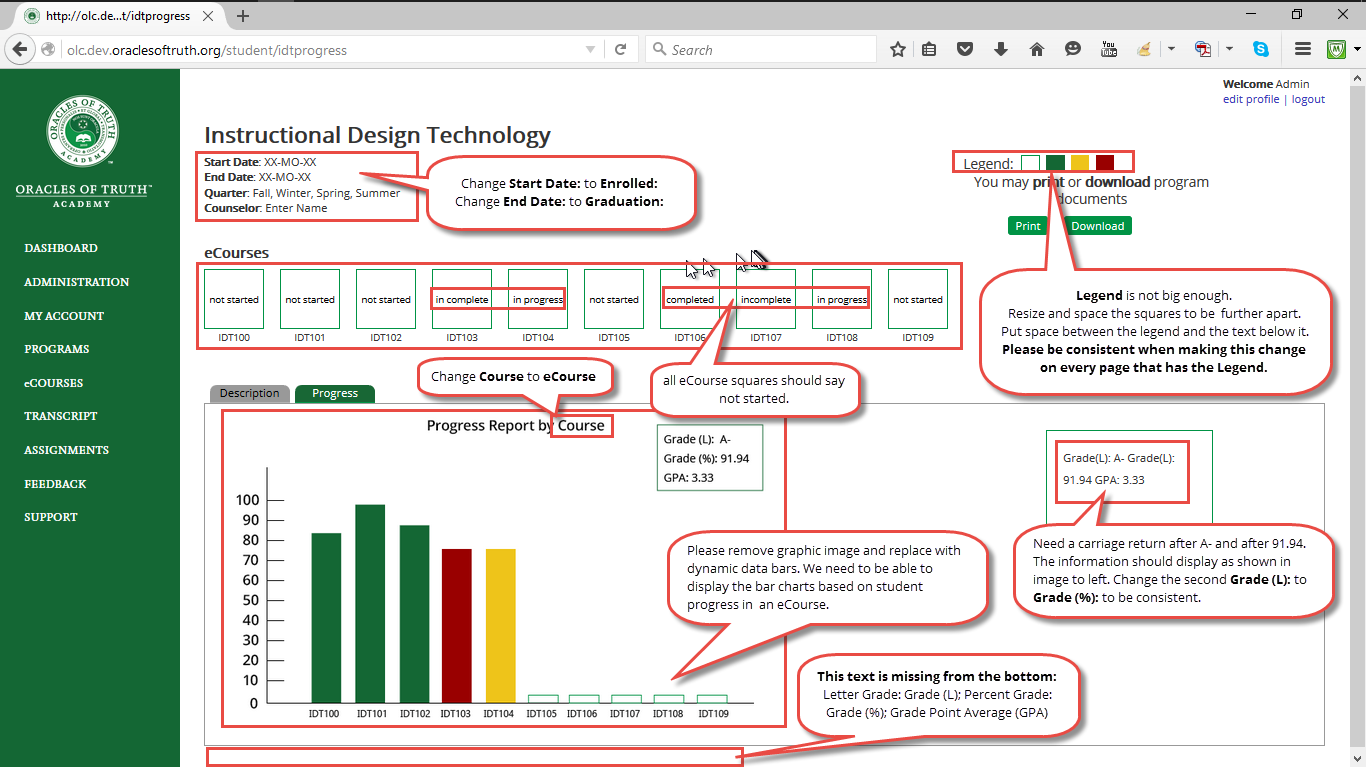 http://olc.de...t/idtprogress
olc.dev.oraclesoftruth.org/student/idtprogress
Search
You Tube
Welcome Admin
edit profile | logout
ORACLES OF TRUTH
ACADEMY
ORACLES OF TRUTH™
ACADEMY
DASHBOARD
ADMINISTRATION
MY ACCOUNT
PROGRAMS
eCOURSES
TRANSCRIPT
ASSIGNMENTS
FEEDBACK
SUPPORT
Instructional Design Technology
Start Date: XX-MO-XX
End Date: XX-MO-XX
Quarter: Fall, Winter, Spring, Summer
Counselor: Enter Name
Change Start Date: to Enrolled:
Change End Date: to Graduation:
Legend:
You may print or download program
documents
Print
Download
Legend is not big enough.
Resize and space the squares to be further apart.
Put space between the legend and the text below it.
Please be consistent when making this change
on every page that has the Legend.
eCourses
not started not started not started in complete in progress not started completed incomplete in progress not started
IDT100 IDT101 IDT102 IDT103 IDT104 IDT105 IDT106 IDT107 IDT108 IDT109
Change Course to eCourse
all eCourse squares should say
not started.
Description
Progress
Progress Report by Course
Grade (L): A-
Grade (%): 91.94
GPA: 3.33
100
90
80
70
60
50
40
30
20
10
0
IDT100 IDT101 IDT102 IDT103 IDT104 IDT105 IDT106 IDT107 IDT108 IDT109
Please remove graphic image and replace with
dynamic data bars. We need to be able to
display the bar charts based on student
progress in an eCourse.
Grade(L): A- Grade(L):
91.94 GPA: 3.33
Need a carriage return after A- and after 91.94.
The information should display as shown in
image to left. Change the second Grade (L): to
Grade (%): to be consistent.
This text is missing from the bottom:
Letter Grade: Grade (L); Percent Grade:
Grade (%); Grade Point Average (GPA)